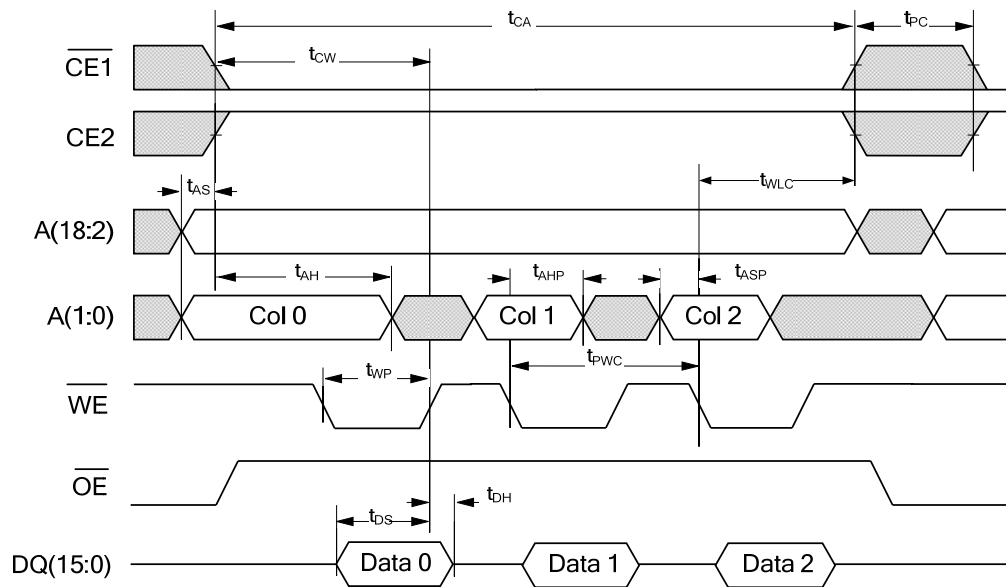 tCA
tPC
CE1
tCW
CE2
tAS
tWLC
A(18:2)
tAH
tAHP
tASP
A(1:0)
Col 0
Col 1
Col 2
tWP
tPWC
WE
OE
tDH
tDS
DQ(15:0)
Data 0
Data 1
Data 2